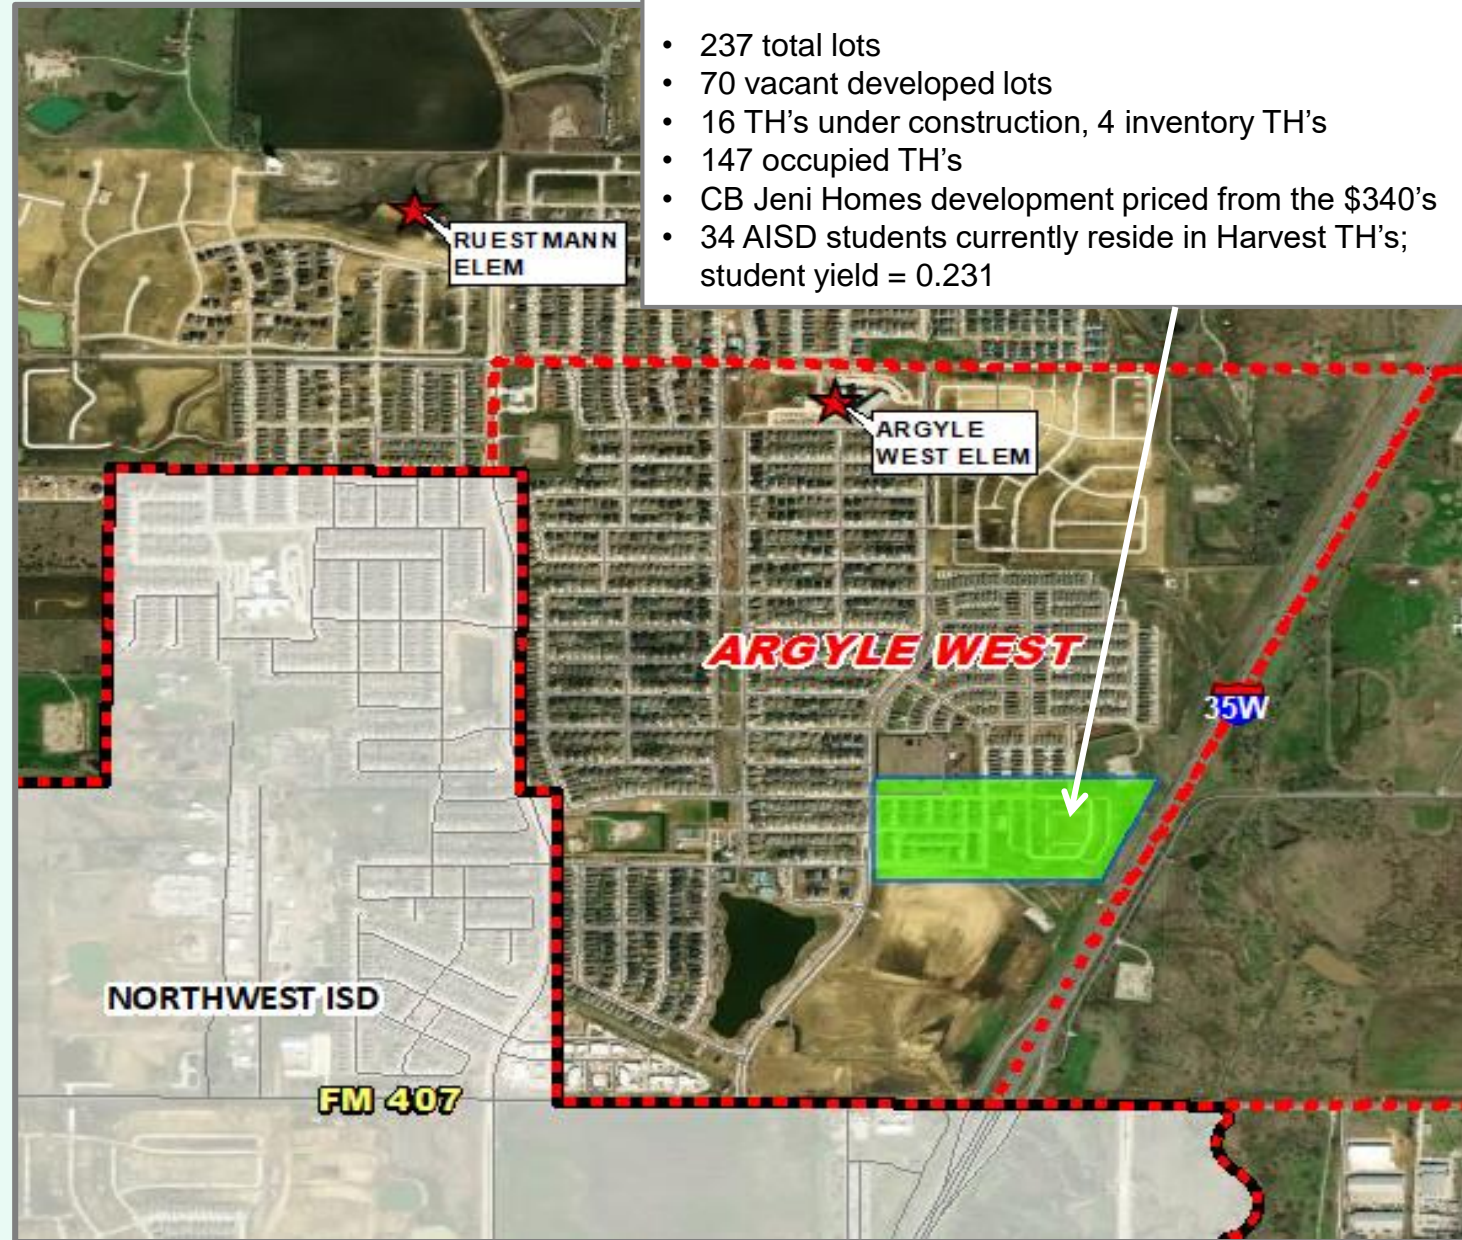 • 237 total lots
• 70 vacant developed lots
• 16 TH’s under construction, 4 inventory TH’s
• 147 occupied TH’s
• CB Jeni Homes development priced from the $340’s
• 34 AISD students currently reside in Harvest TH’s;
student yield = 0.231
RUESTMANN
ELEM
ARGYLE
WEST ELEM
ARGYLE WEST
35W
NORTHWEST ISD
FM 407